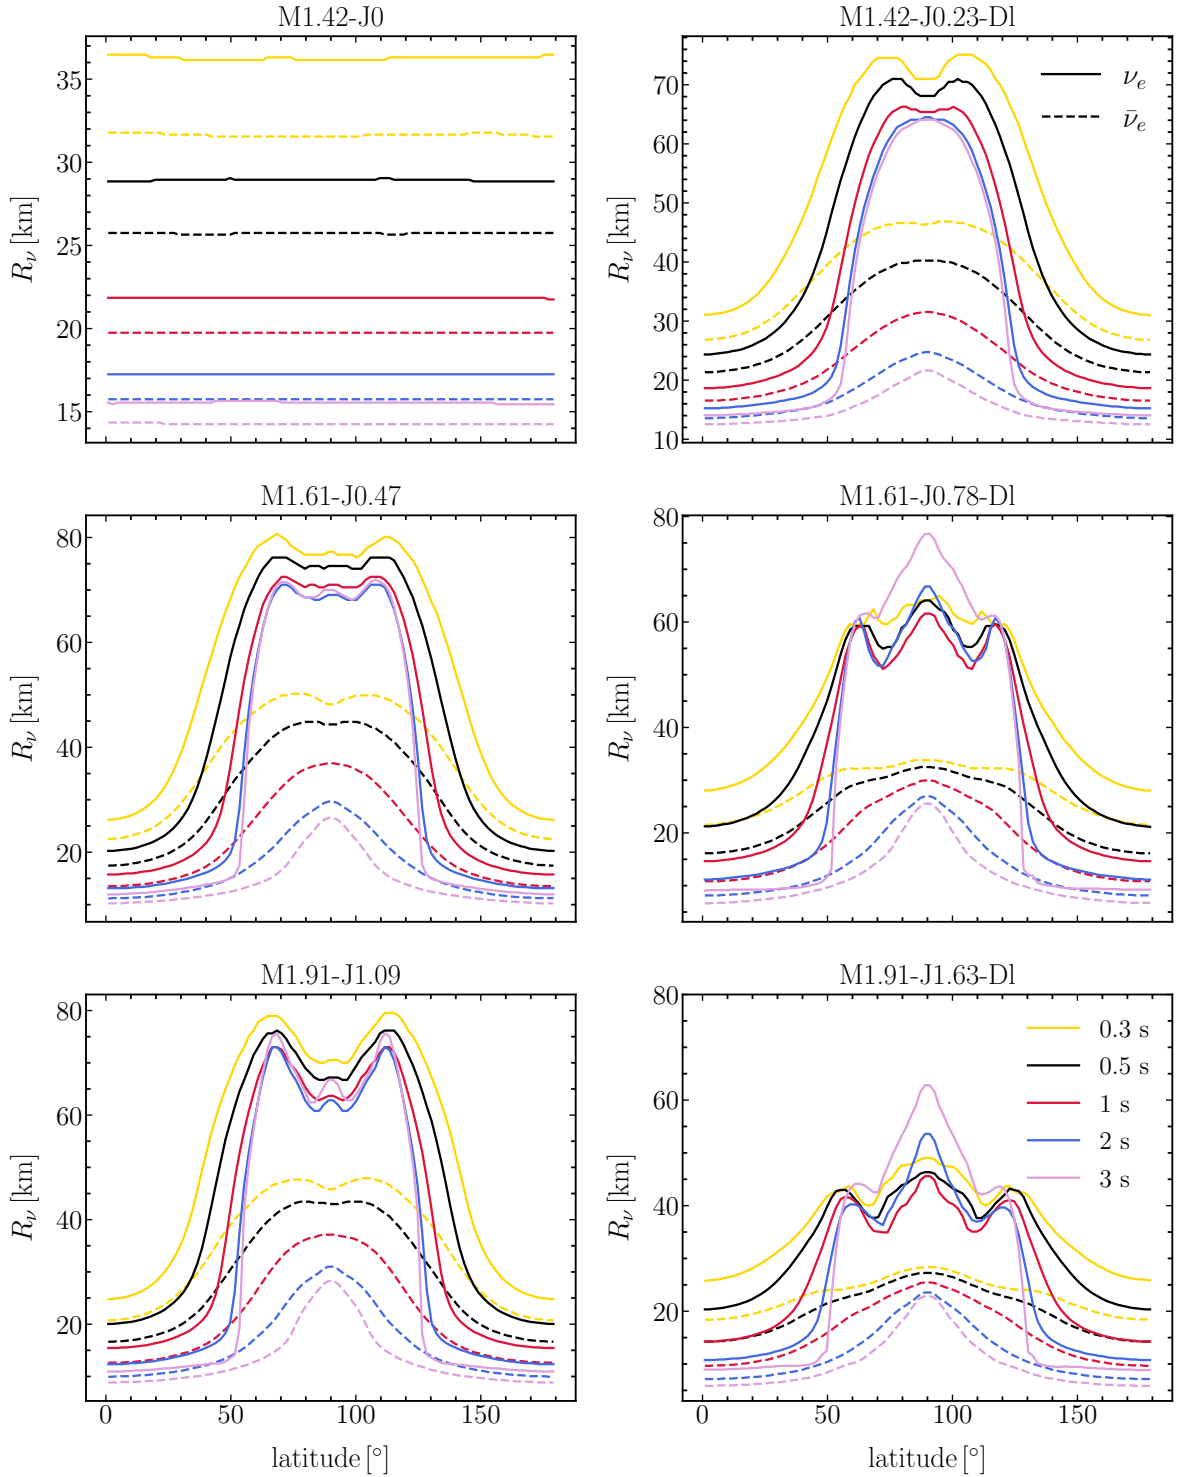 M1.42-J0
M1.42-J0.23-Dl
35
30
25
20
15
R_ν [km]
70
60
50
40
30
20
10
R_ν [km]
ν_e
ν̄_e
M1.61-J0.47
M1.61-J0.78-Dl
80
60
40
20
R_ν [km]
80
60
40
20
R_ν [km]
M1.91-J1.09
M1.91-J1.63-Dl
80
60
40
20
R_ν [km]
80
60
40
20
R_ν [km]
0.3 s
0.5 s
1 s
2 s
3 s
0 50 100 150
0 50 100 150
latitude [°]
latitude [°]